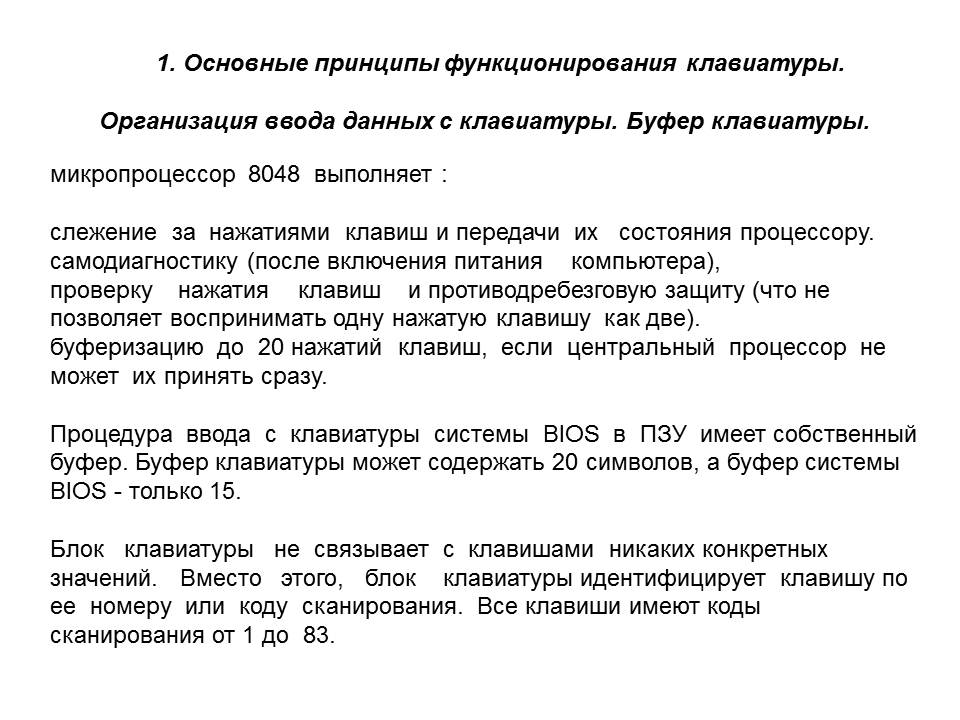 1. Основные принципы функционирования клавиатуры.
Организация ввода данных с клавиатуры. Буфер клавиатуры.
микропроцессор 8048 выполняет :
слежение за нажатиями клавиш и передачи их состояния процессору.
самодиагностику (после включения питания компьютера),
проверку нажатия клавиш и противодребезговую защиту (что не
позволяет воспринимать одну нажатую клавишу как две).
буферизацию до 20 нажатий клавиш, если центральный процессор не
может их принять сразу.
Процедура ввода с клавиатуры системы BIOS в ПЗУ имеет собственный
буфер. Буфер клавиатуры может содержать 20 символов, а буфер системы
BIOS - только 15.
Блок клавиатуры не связывает с клавишами никаких конкретных
значений. Вместо этого, блок клавиатуры идентифицирует клавишу по
ее номеру или коду сканирования. Все клавиши имеют коды
сканирования от 1 до 83.